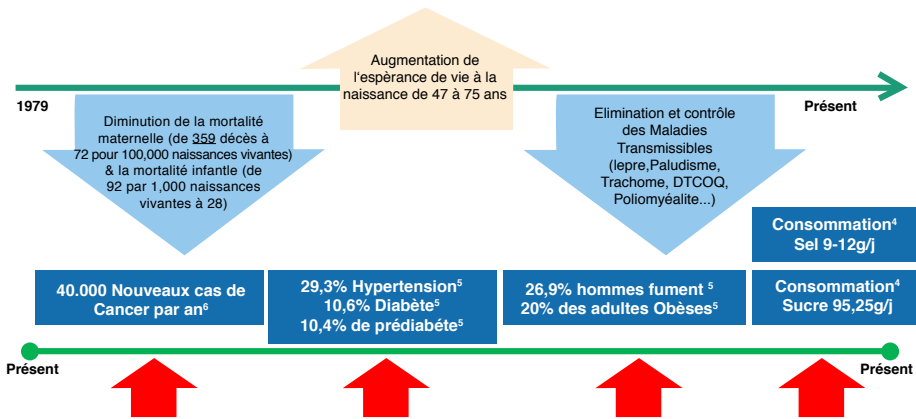 Augmentation de
l'espèrance de vie à la
naissance de 47 à 75 ans
1979
Présent
Diminution de la mortalité
maternelle (de 359 décès à
72 pour 100,000 naissances vivantes)
& la mortalité infantle (de
92 par 1,000 naissances
vivantes à 28)
Elimination et contrôle
des Maladies
Transmissibles
(lepre,Paludisme,
Trachome, DTCOQ,
Poliomyéalite...)
Consommation⁴
Sel 9-12g/j
40.000 Nouveaux cas de
Cancer par an⁶
29,3% Hypertension⁵
10,6% Diabète⁵
10,4% de prédiabéte⁵
26,9% hommes fument ⁵
20% des adultes Obèses⁵
Consommation⁴
Sucre 95,25g/j
Présent
Présent